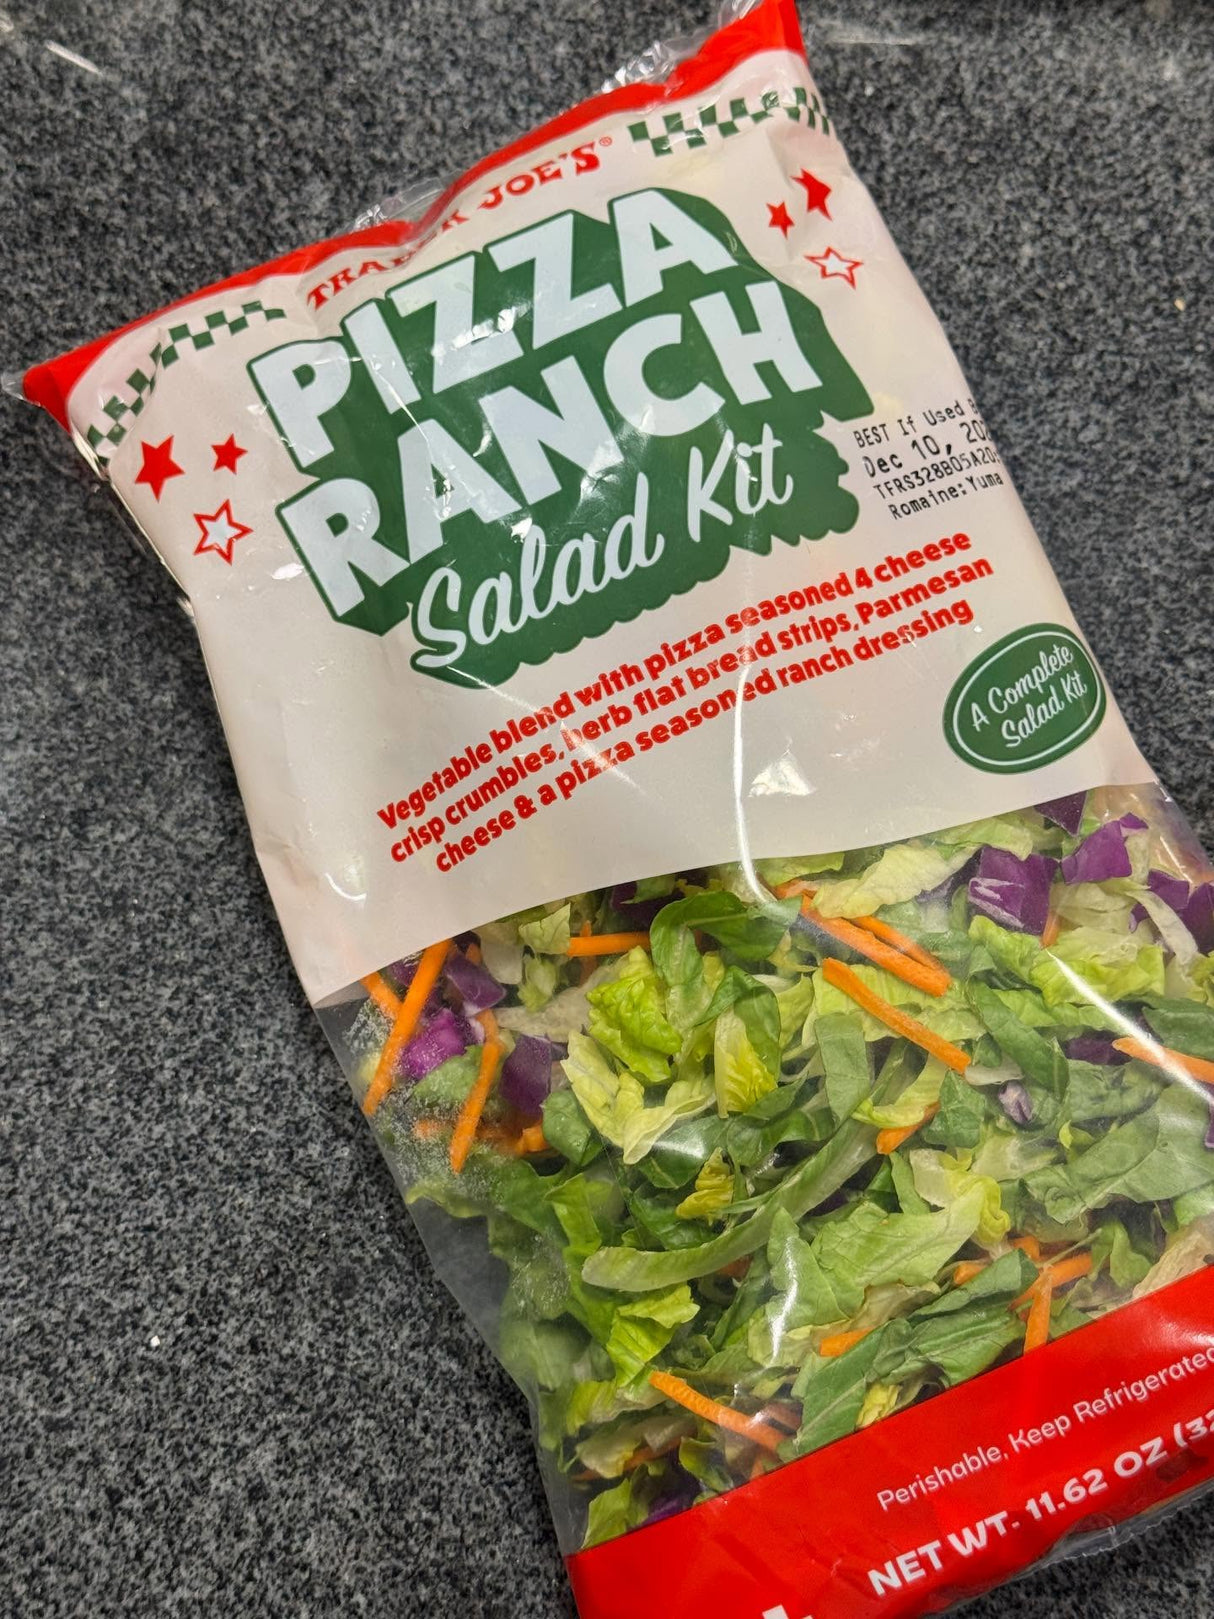 TRADER JOE'S®
PIZZA
RANCH
Salad Kit
BEST If Used
Dec 10,
TFRS328B05A20
Romaine: Yuma
Vegetable blend with pizza seasoned 4 cheese
crisp crumbles, herb flat bread strips, Parmesan
cheese & a pizza seasoned ranch dressing
A Complete
Salad Kit
Perishable, Keep Refrigerated
NET WT. 11.62 OZ